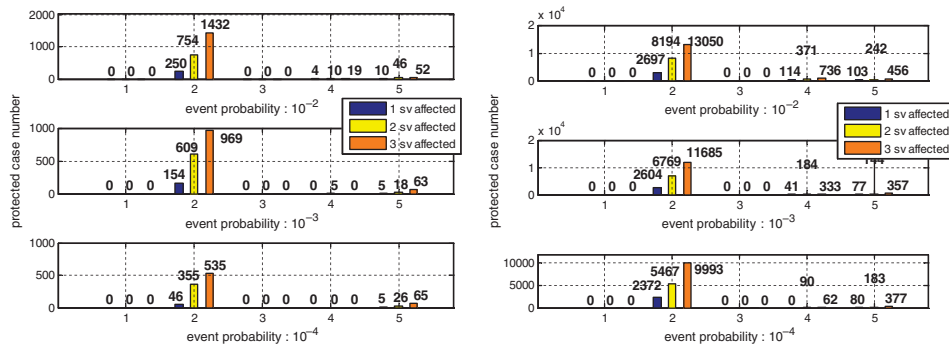 protected case number
2000
1000
0
0 0 0 250 754 1432 0 0 0 4 10 19 10 46 52
1 2 3 4 5
event probability : 10⁻²
1 sv affected
2 sv affected
3 sv affected
1000
500
0
0 0 0 154 609 969 0 0 0 0 5 0 5 18 63
1 2 3 4 5
event probability : 10⁻³
1000
500
0
0 0 0 46 355 535 0 0 0 0 0 0 5 26 65
1 2 3 4 5
event probability : 10⁻⁴
protected case number
2 x 10⁴
1
0
0 0 0 2697 8194 13050 0 0 0 114 371 736 103 242 456
1 2 3 4 5
event probability : 10⁻²
1 sv affected
2 sv affected
3 sv affected
2 x 10⁴
1
0
0 0 0 2604 6769 11685 0 0 0 41 184 333 77 357
1 2 3 4 5
event probability : 10⁻³
10000
5000
0
0 0 0 2372 5467 9993 0 0 0 0 90 62 80 183 377
1 2 3 4 5
event probability : 10⁻⁴